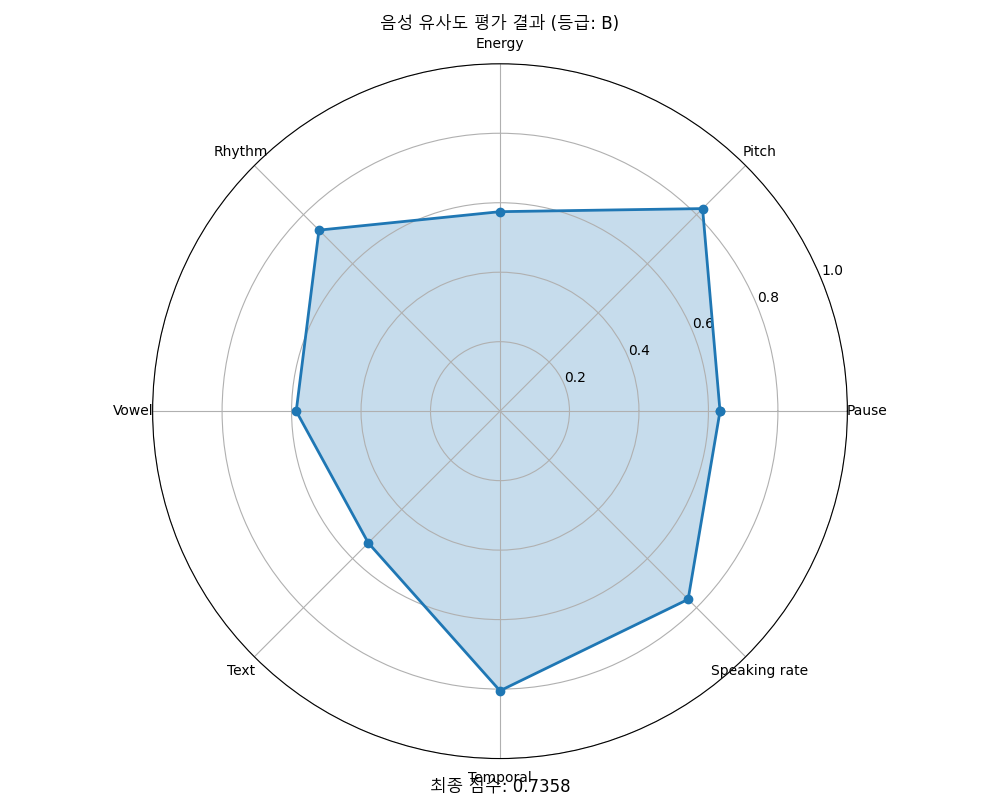 음성 유사도 평가 결과 (등급: B)
Energy
Rhythm
Pitch
1.0
0.8
0.6
0.4
0.2
Vowel
Pause
Text
Speaking rate
Temporal
최종 점수: 0.7358